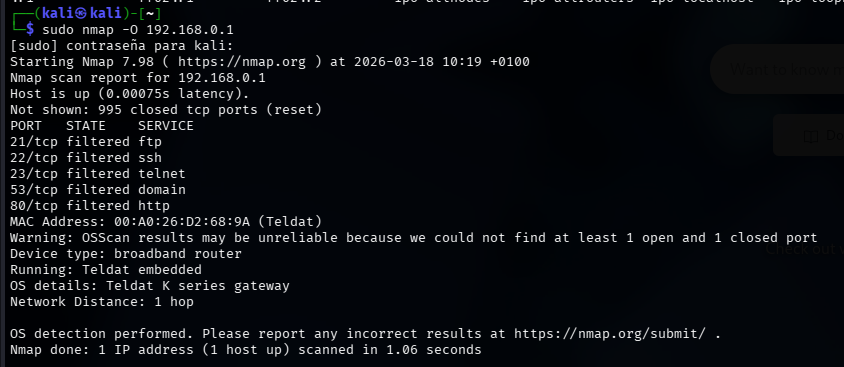 ┌──(kali㉿kali)-[~]
└─$ sudo nmap -O 192.168.0.1
[sudo] contraseña para kali:
Starting Nmap 7.98 ( https://nmap.org ) at 2026-03-18 10:19 +0100
Nmap scan report for 192.168.0.1
Host is up (0.00075s latency).
Not shown: 995 closed tcp ports (reset)
PORT   STATE    SERVICE
21/tcp filtered ftp
22/tcp filtered ssh
23/tcp filtered telnet
53/tcp filtered domain
80/tcp filtered http
MAC Address: 00:A0:26:D2:68:9A (Teldat)
Warning: OSScan results may be unreliable because we could not find at least 1 open and 1 closed port
Device type: broadband router
Running: Teldat embedded
OS details: Teldat K series gateway
Network Distance: 1 hop
OS detection performed. Please report any incorrect results at https://nmap.org/submit/ .
Nmap done: 1 IP address (1 host up) scanned in 1.06 seconds